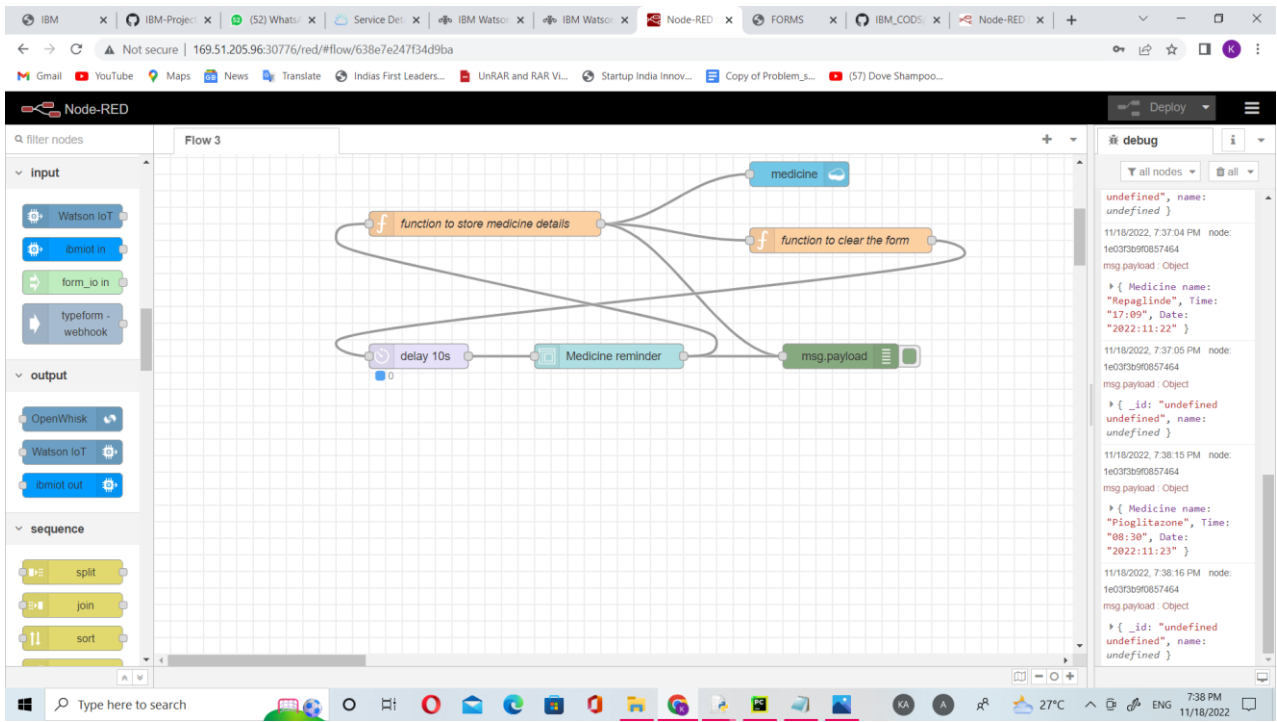 IBM
IBM-Project
(52) WhatsA
Service Det
IBM Watson
IBM Watson
Node-RED
FORMS
IBM_CODS
Node-RED
Not secure | 169.51.205.96:30776/red/#flow/638e7e247f34d9ba
K
Gmail YouTube Maps News Translate Indias First Leaders... UnRAR and RAR Vi... Startup India Innov... Copy of Problem_s... (57) Dove Shampoo...
Node-RED
Deploy
filter nodes
Flow 3
debug
i
input
Watson IoT
ibmiot in
form_io in
typeform -
webhook
output
OpenWhisk
Watson IoT
ibmiot out
sequence
split
join
sort
medicine
f function to store medicine details
f function to clear the form
delay 10s
0
Medicine reminder
msg.payload
all nodes
all
undefined", name:
undefined }
11/18/2022, 7:37:04 PM node:
1e03f3b9f0857464
msg.payload : Object
{ Medicine name:
"Repaglinde", Time:
"17:09", Date:
"2022:11:22" }
11/18/2022, 7:37:05 PM node:
1e03f3b9f0857464
msg.payload : Object
{ _id: "undefined
undefined", name:
undefined }
11/18/2022, 7:38:15 PM node:
1e03f3b9f0857464
msg.payload : Object
{ Medicine name:
"Pioglitazone", Time:
"08:30", Date:
"2022:11:23" }
11/18/2022, 7:38:16 PM node:
1e03f3b9f0857464
msg.payload : Object
{ _id: "undefined
undefined", name:
undefined }
Type here to search
KA
A
27°C
ENG
7:38 PM
11/18/2022